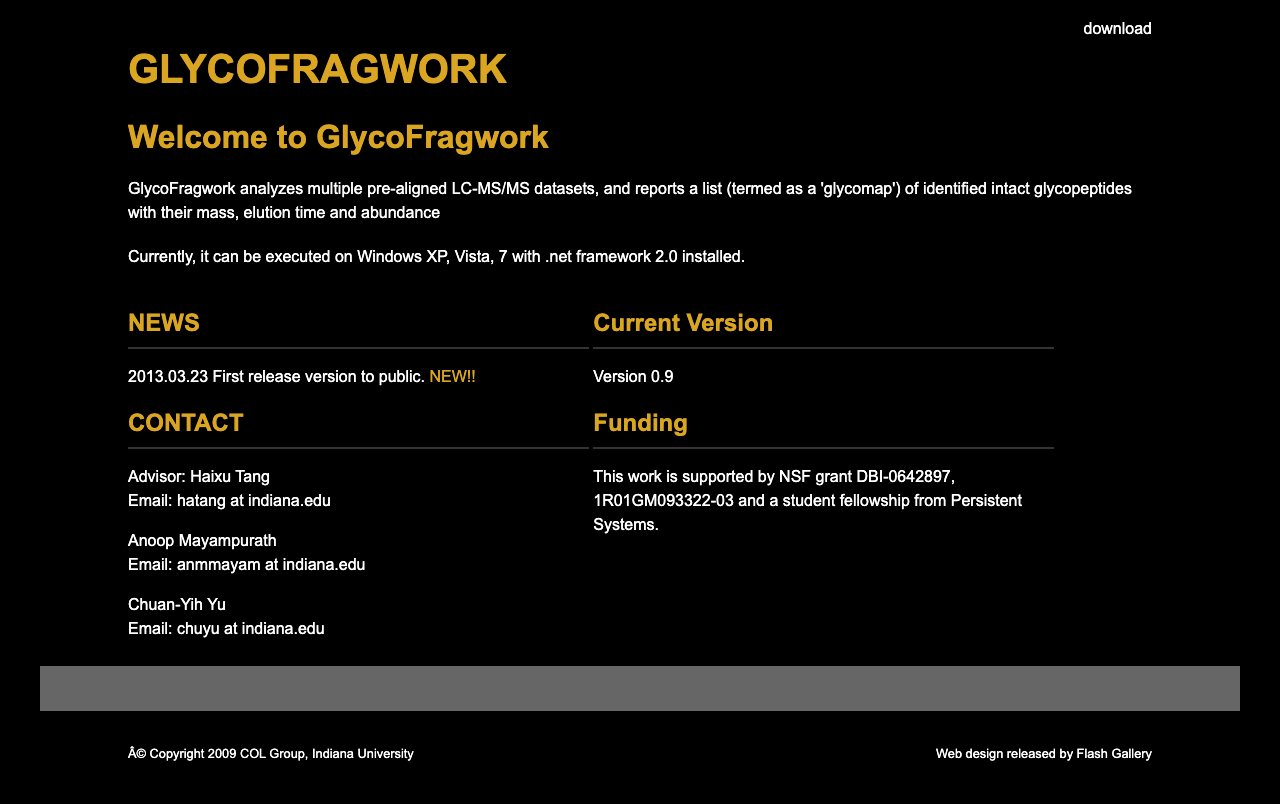 download
GLYCOFRAGWORK
Welcome to GlycoFragwork
GlycoFragwork analyzes multiple pre-aligned LC-MS/MS datasets, and reports a list (termed as a 'glycomap') of identified intact glycopeptides
with their mass, elution time and abundance
Currently, it can be executed on Windows XP, Vista, 7 with .net framework 2.0 installed.
NEWS
2013.03.23 First release version to public. NEW!!
Current Version
Version 0.9
CONTACT
Advisor: Haixu Tang
Email: hatang at indiana.edu
Anoop Mayampurath
Email: anmmayam at indiana.edu
Chuan-Yih Yu
Email: chuyu at indiana.edu
Funding
This work is supported by NSF grant DBI-0642897,
1R01GM093322-03 and a student fellowship from Persistent
Systems.
Â© Copyright 2009 COL Group, Indiana University
Web design released by Flash Gallery